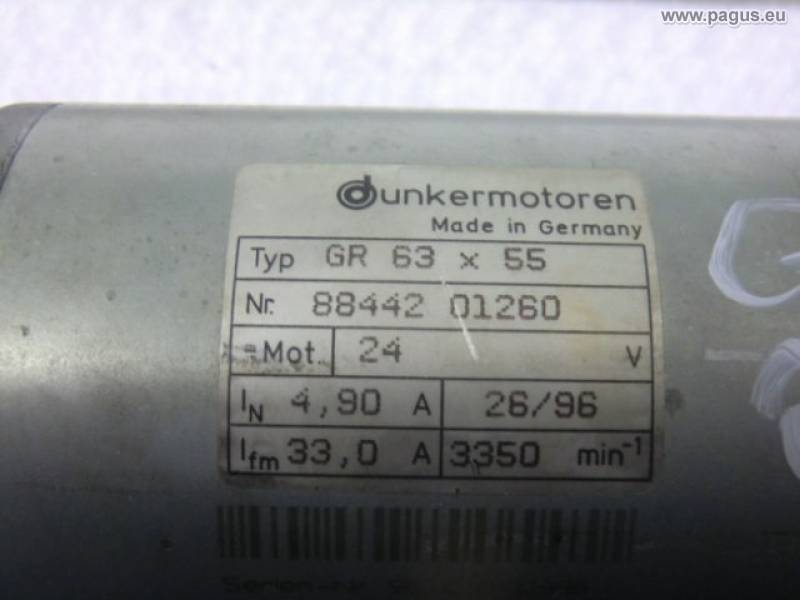 www.pagus.eu
dunkermotoren
Made in Germany
Typ GR 63 x 55
Nr. 88442 01260
=Mot. 24 V
IN 4,90 A 26/96
Ifm 33,0 A 3350 min-1